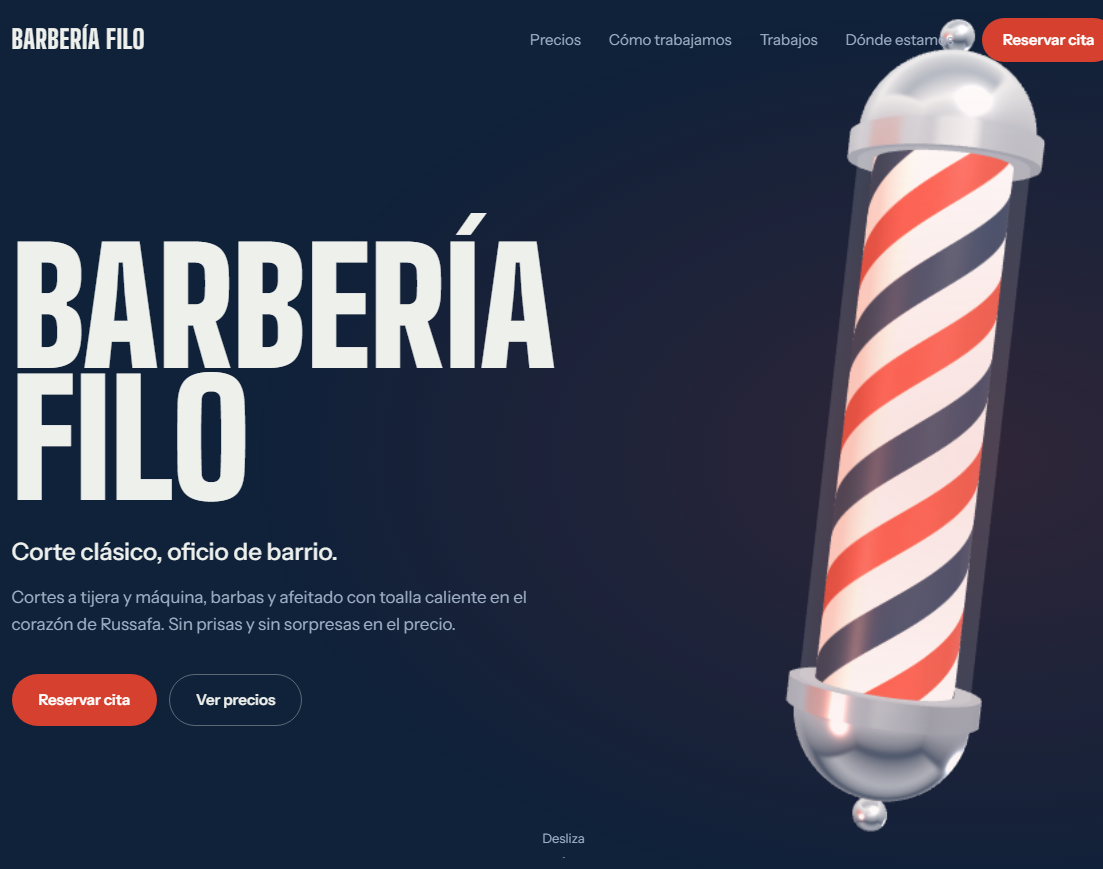 BARBERÍA FILO
Precios
Cómo trabajamos
Trabajos
Dónde estamos
Reservar cita
BARBERÍA
FILO
Corte clásico, oficio de barrio.
Cortes a tijera y máquina, barbas y afeitado con toalla caliente en el
corazón de Russafa. Sin prisas y sin sorpresas en el precio.
Reservar cita
Ver precios
Desliza